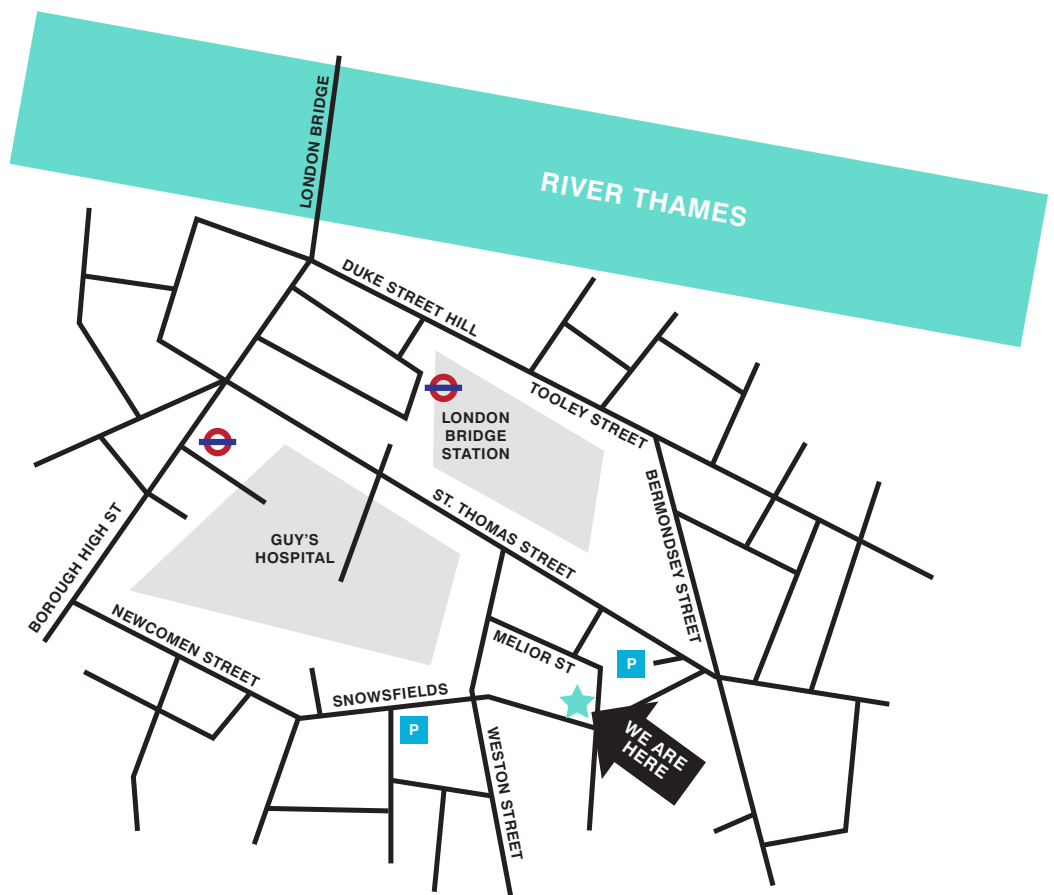 LONDON BRIDGE
RIVER THAMES
DUKE STREET HILL
TOOLEY STREET
LONDON
BRIDGE
STATION
BERMONDSEY STREET
ST. THOMAS STREET
GUY'S
HOSPITAL
BOROUGH HIGH ST
NEWCOMEN STREET
MELIOR ST
P
SNOWSFIELDS
P
WESTON STREET
WE ARE
HERE